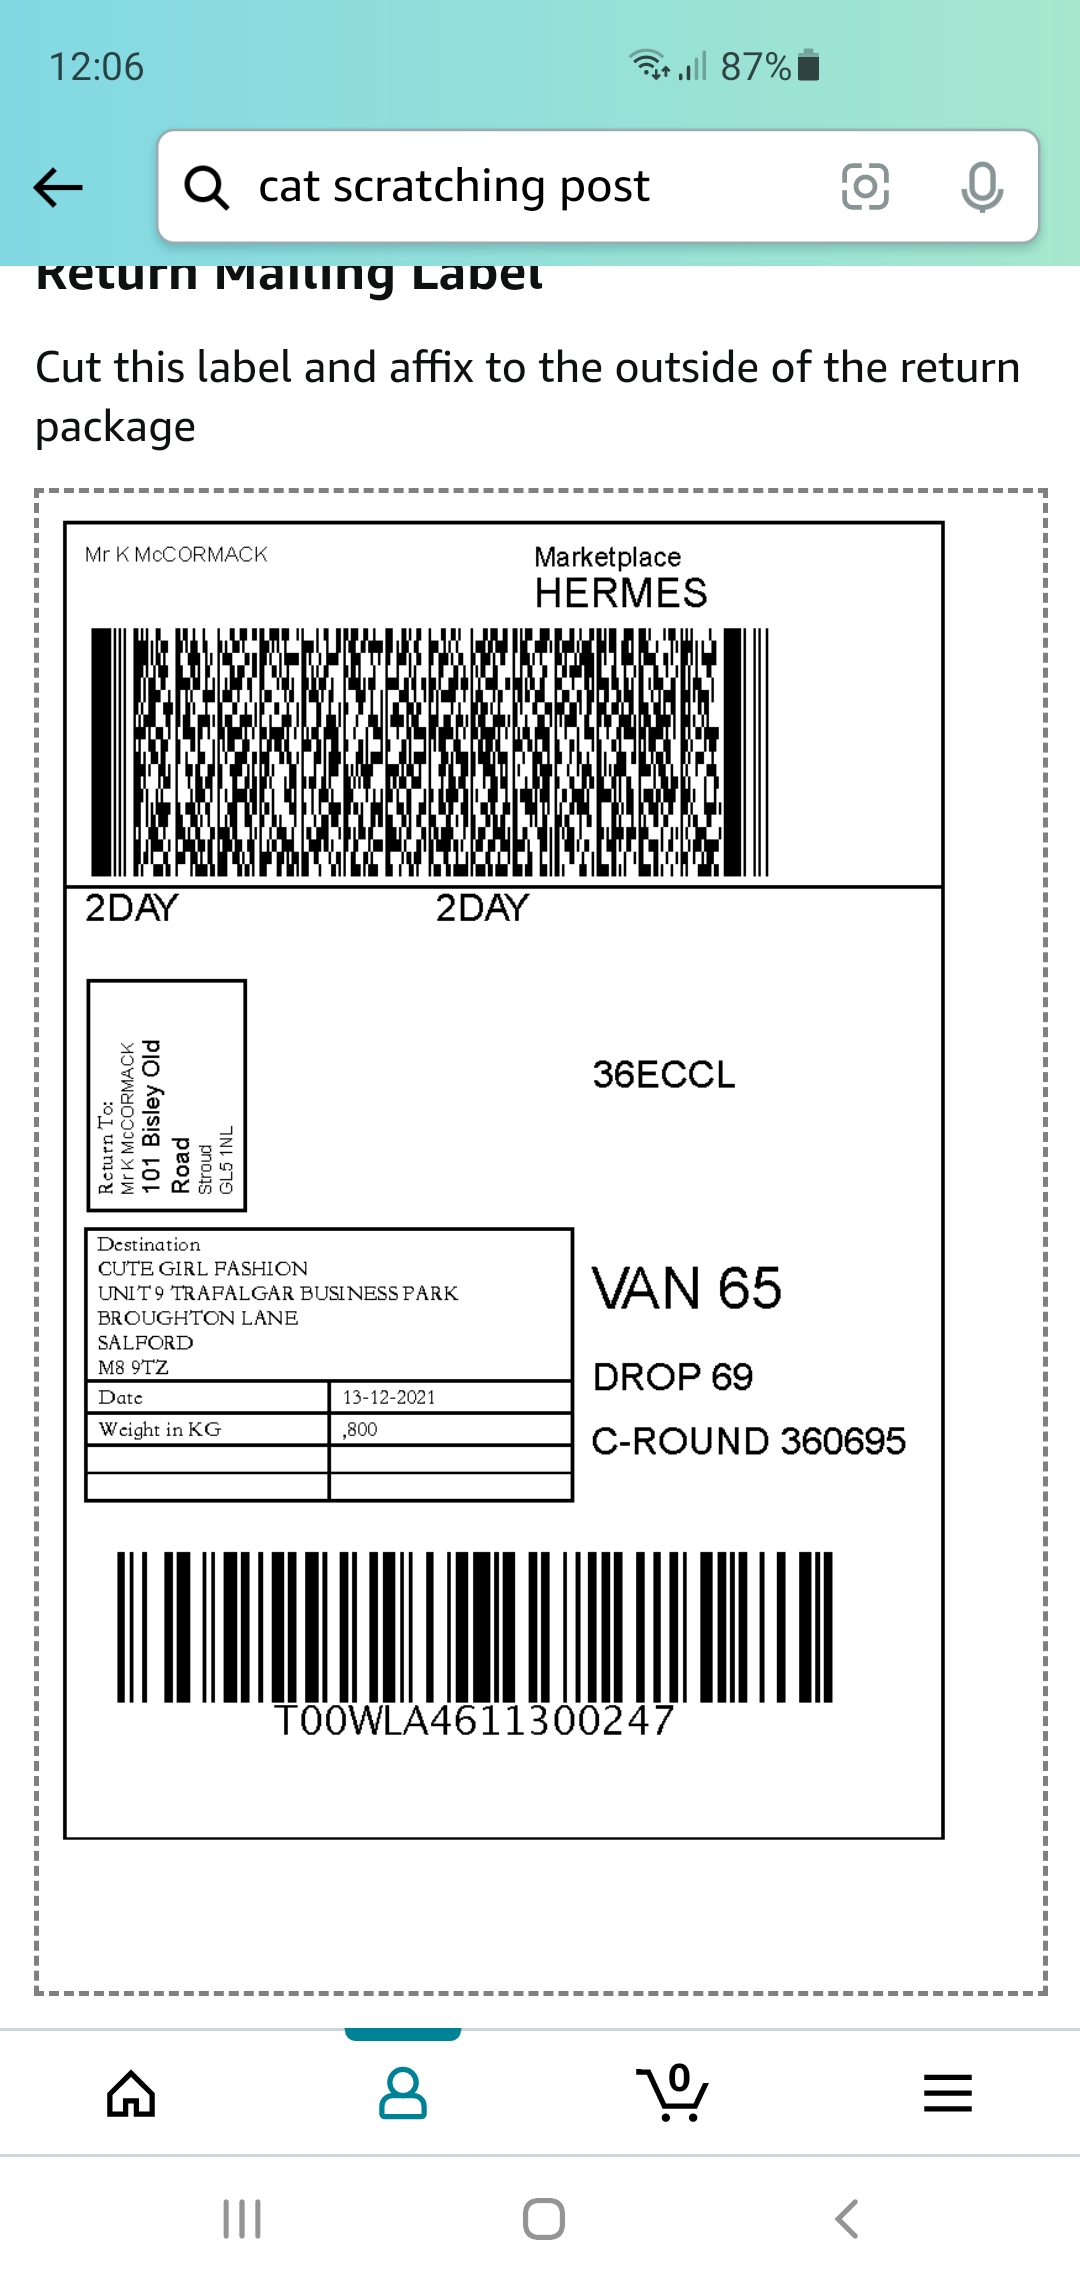 12:06
87%
cat scratching post
Return Mailing Label
Cut this label and affix to the outside of the return
package
Mr K McCORMACK
Marketplace
HERMES
2DAY
2DAY
Return To:
Mr K McCORMACK
101 Bisley Old
Road
Stroud
GL5 1NL
36ECCL
Destination
CUTE GIRL FASHION
UNIT 9 TRAFALGAR BUSINESS PARK
BROUGHTON LANE
SALFORD
M8 9TZ
Date 13-12-2021
Weight in KG ,800
VAN 65
DROP 69
C-ROUND 360695
T00WLA4611300247
0